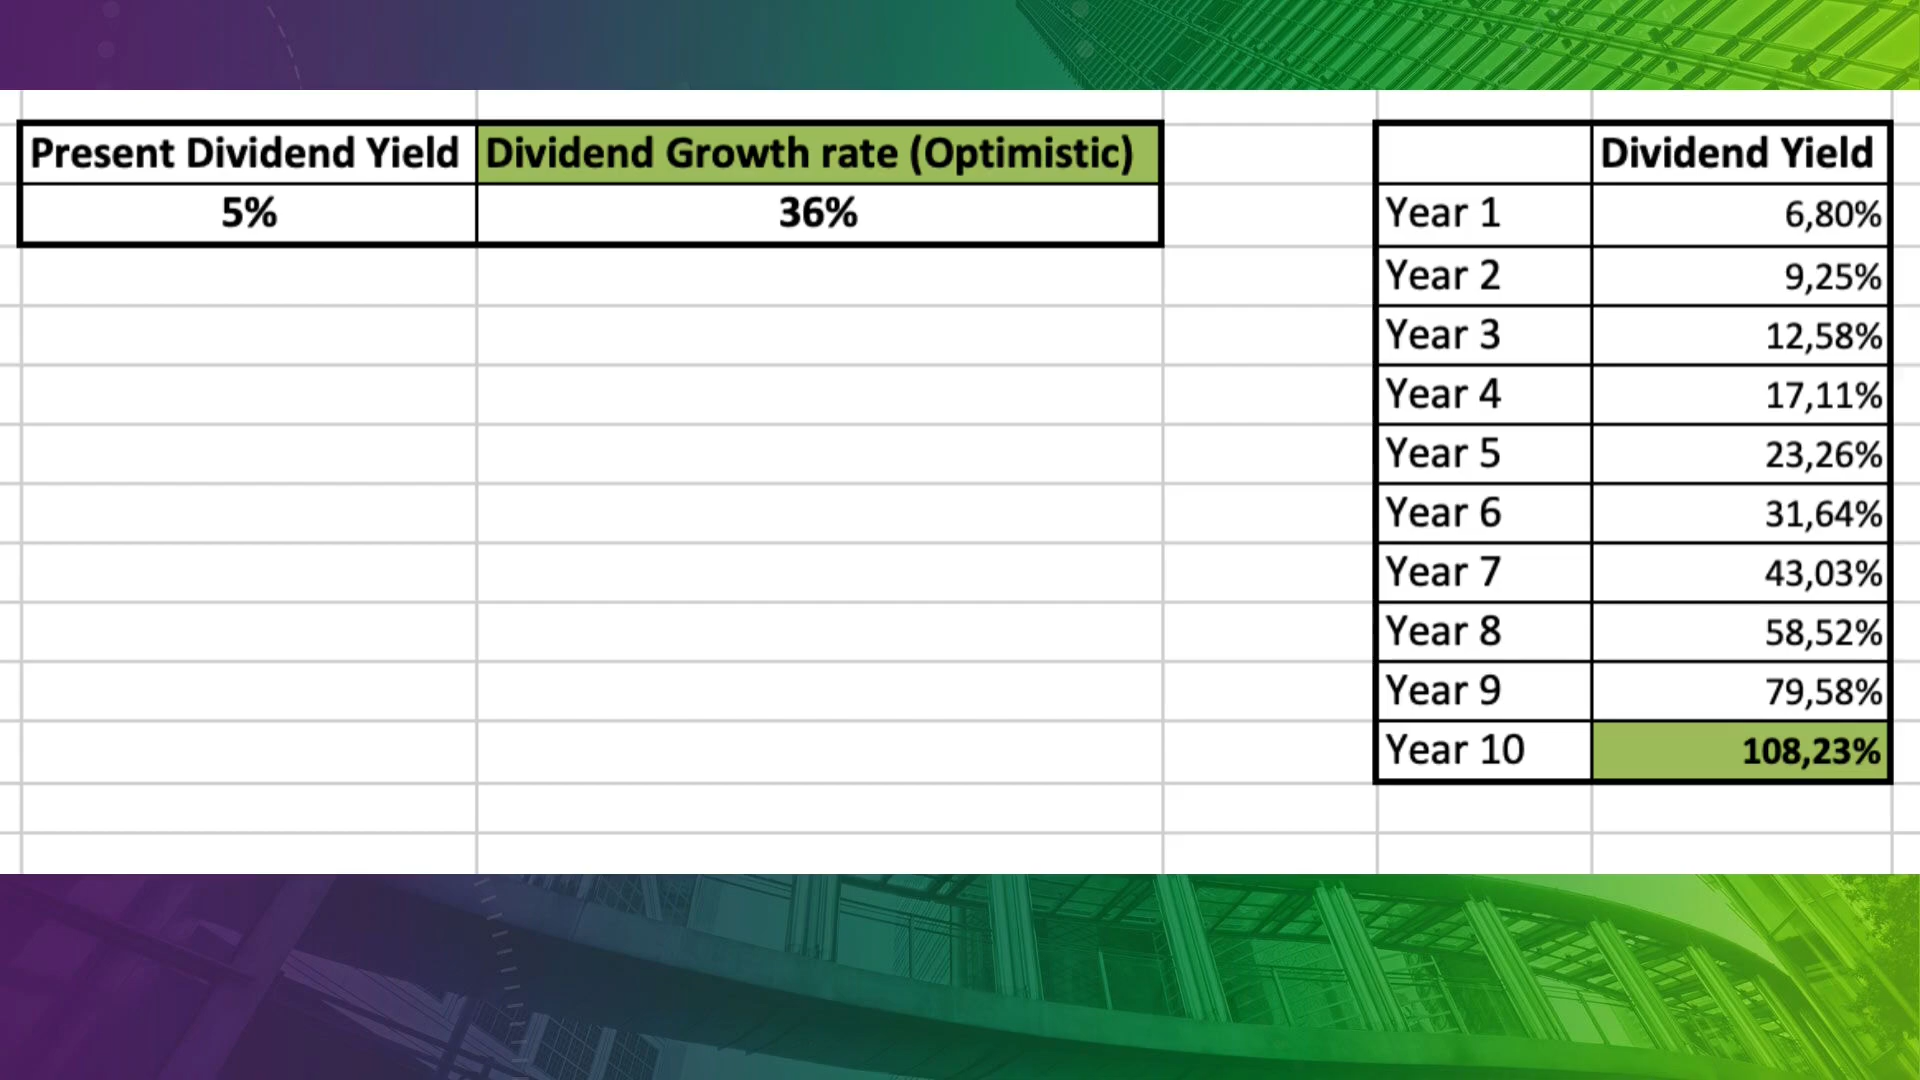 Present Dividend Yield Dividend Growth rate (Optimistic)
5% 36%
Dividend Yield
Year 1 6,80%
Year 2 9,25%
Year 3 12,58%
Year 4 17,11%
Year 5 23,26%
Year 6 31,64%
Year 7 43,03%
Year 8 58,52%
Year 9 79,58%
Year 10 108,23%